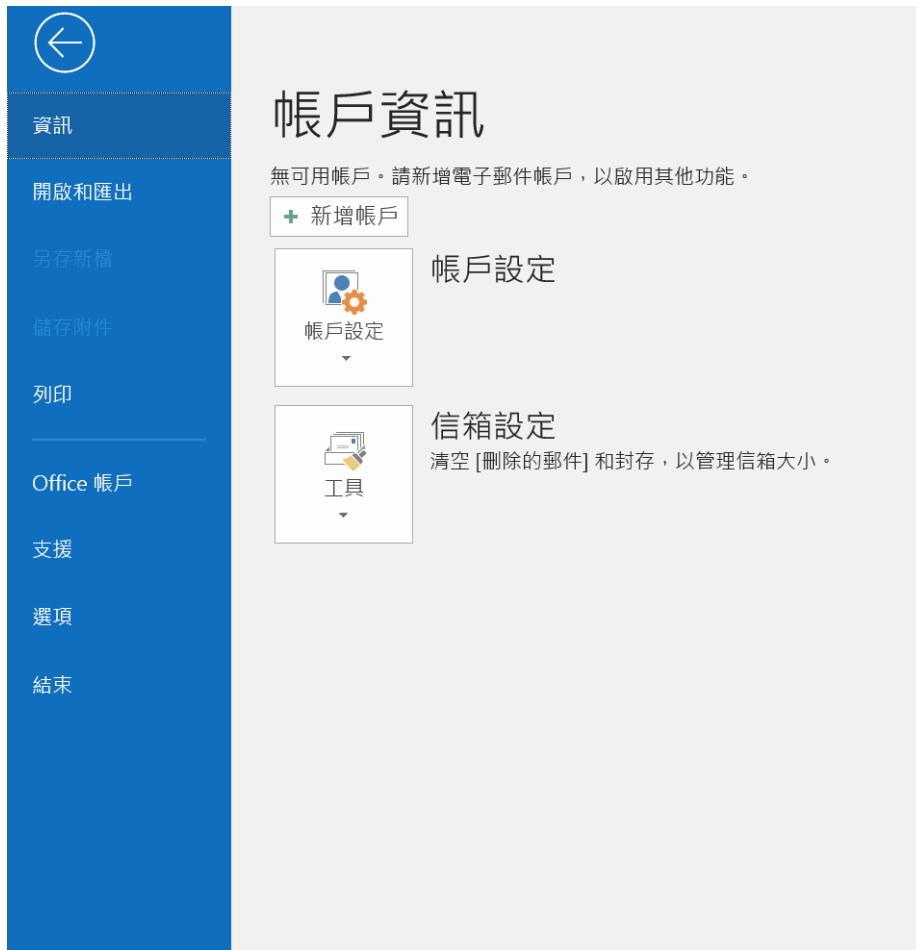 資訊
開啟和匯出
另存新檔
儲存附件
列印
Office 帳戶
支援
選項
結束
帳戶資訊
無可用帳戶。請新增電子郵件帳戶，以啟用其他功能。
新增帳戶
帳戶設定
帳戶設定
信箱設定
清空 [刪除的郵件] 和封存，以管理信箱大小。
工具